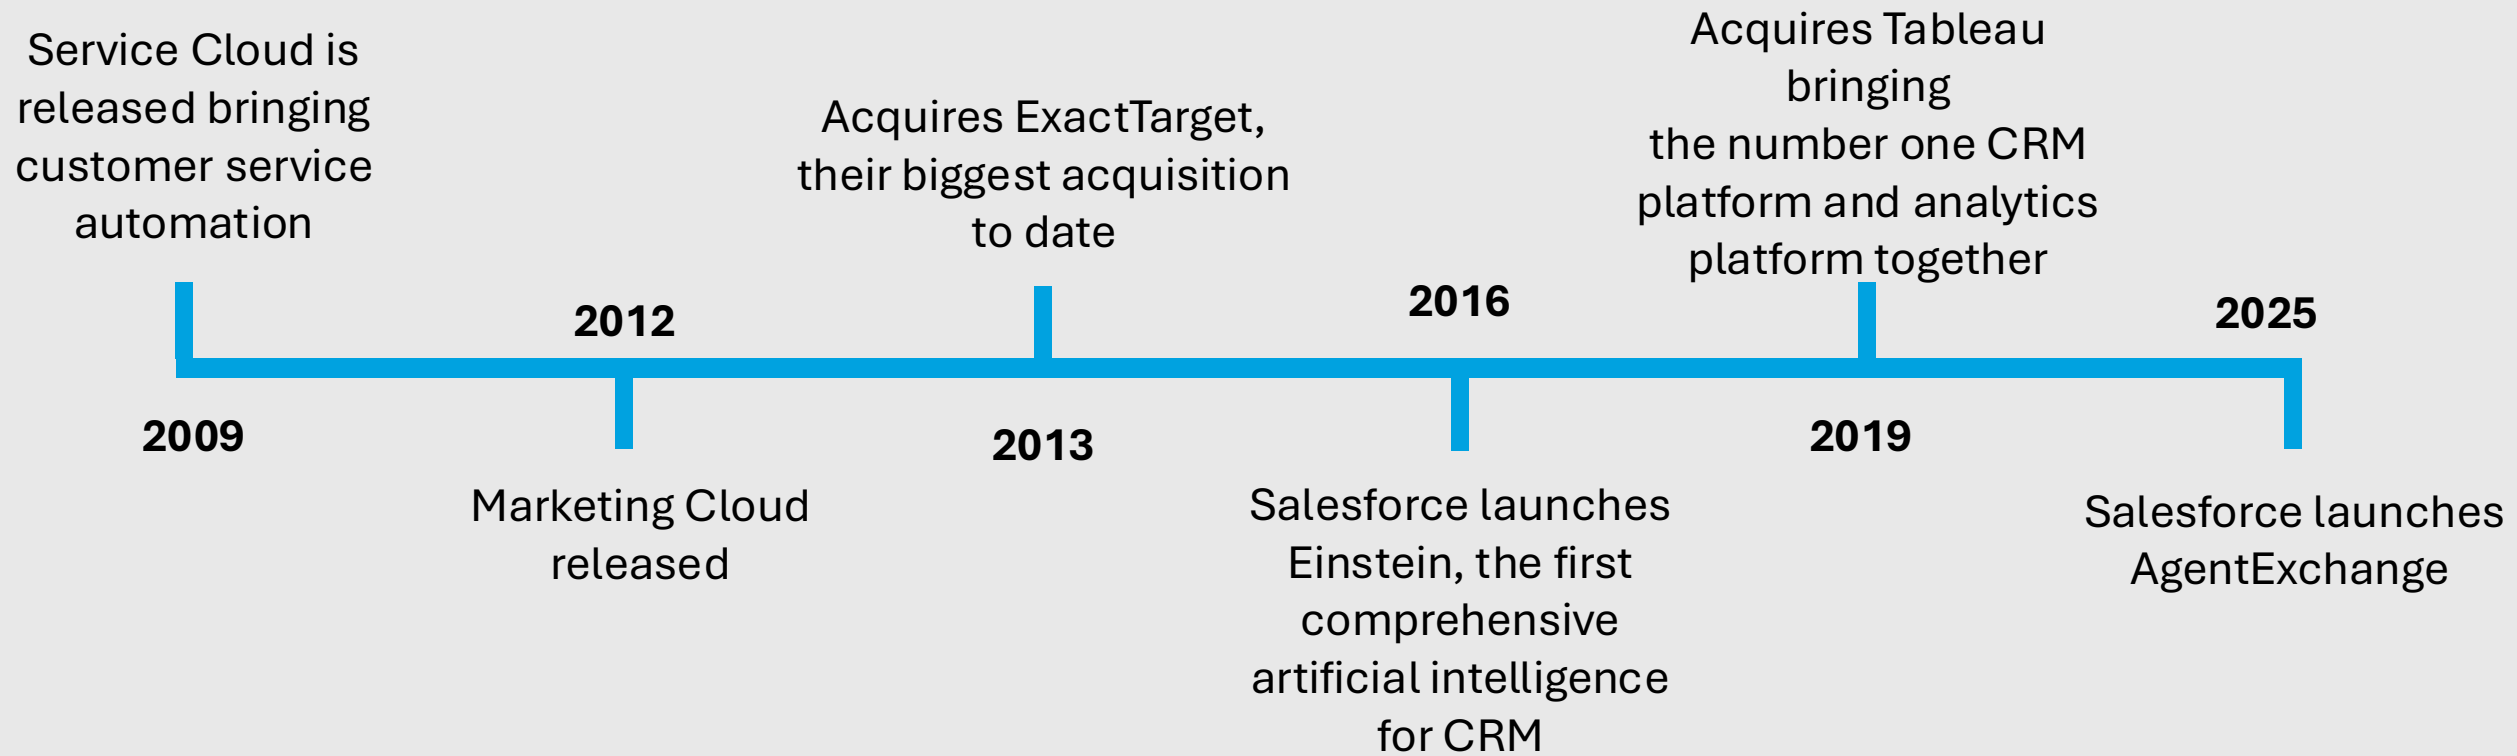 Service Cloud is
released bringing
customer service
automation
2009
2012
Marketing Cloud
released
Acquires ExactTarget,
their biggest acquisition
to date
2013
2016
Salesforce launches
Einstein, the first
comprehensive
artificial intelligence
for CRM
Acquires Tableau
bringing
the number one CRM
platform and analytics
platform together
2019
2025
Salesforce launches
AgentExchange